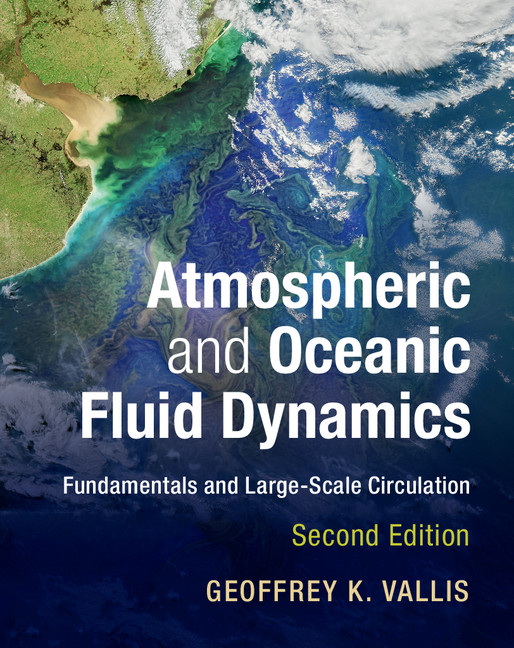 Atmospheric
and Oceanic
Fluid Dynamics
Fundamentals and Large-Scale Circulation
Second Edition
GEOFFREY K. VALLIS